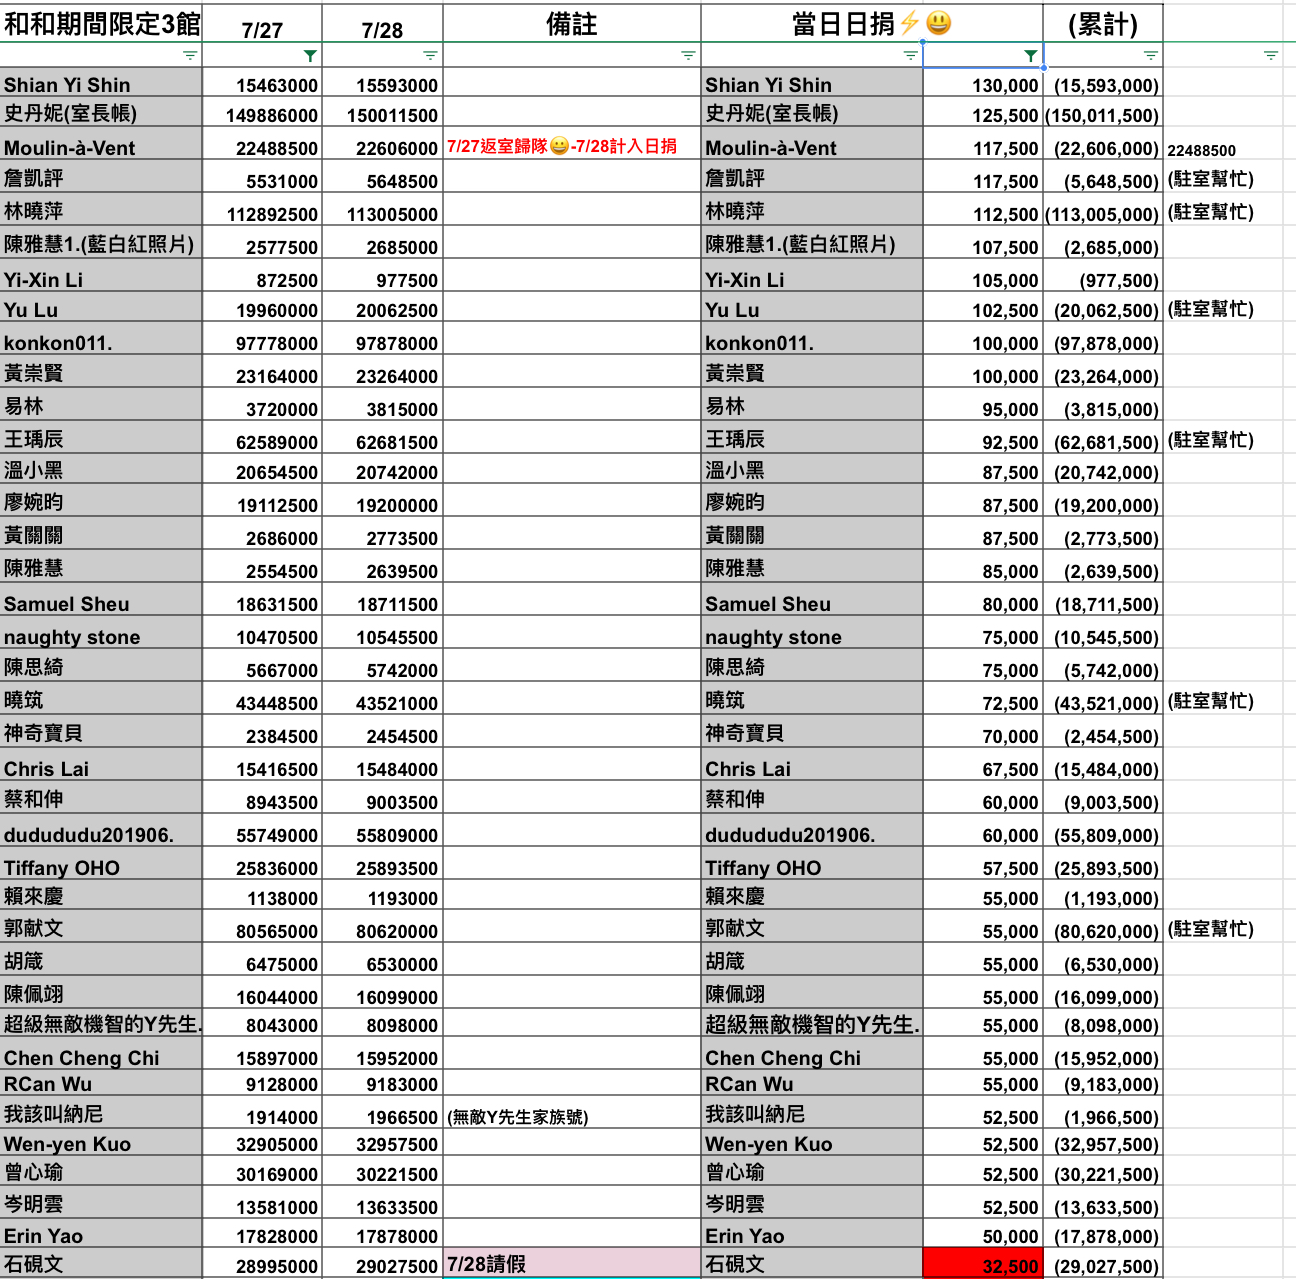 和和期間限定3館 7/27 7/28 備註 當日日捐⚡😃 (累計)
Shian Yi Shin 15463000 15593000 Shian Yi Shin 130,000 (15,593,000)
史丹妮(室長帳) 149886000 150011500 史丹妮(室長帳) 125,500 (150,011,500)
Moulin-à-Vent 22488500 22606000 7/27返室歸隊😀-7/28計入日捐 Moulin-à-Vent 117,500 (22,606,000) 22488500
詹凱評 5531000 5648500 詹凱評 117,500 (5,648,500) (駐室幫忙)
林曉萍 112892500 113005000 林曉萍 112,500 (113,005,000) (駐室幫忙)
陳雅慧1.(藍白紅照片) 2577500 2685000 陳雅慧1.(藍白紅照片) 107,500 (2,685,000)
Yi-Xin Li 872500 977500 Yi-Xin Li 105,000 (977,500)
Yu Lu 19960000 20062500 Yu Lu 102,500 (20,062,500) (駐室幫忙)
konkon011. 97778000 97878000 konkon011. 100,000 (97,878,000)
黃崇賢 23164000 23264000 黃崇賢 100,000 (23,264,000)
易林 3720000 3815000 易林 95,000 (3,815,000)
王瑀辰 62589000 62681500 王瑀辰 92,500 (62,681,500) (駐室幫忙)
溫小黑 20654500 20742000 溫小黑 87,500 (20,742,000)
廖婉昀 19112500 19200000 廖婉昀 87,500 (19,200,000)
黃關關 2686000 2773500 黃關關 87,500 (2,773,500)
陳雅慧 2554500 2639500 陳雅慧 85,000 (2,639,500)
Samuel Sheu 18631500 18711500 Samuel Sheu 80,000 (18,711,500)
naughty stone 10470500 10545500 naughty stone 75,000 (10,545,500)
陳思綺 5667000 5742000 陳思綺 75,000 (5,742,000)
曉筑 43448500 43521000 曉筑 72,500 (43,521,000) (駐室幫忙)
神奇寶貝 2384500 2454500 神奇寶貝 70,000 (2,454,500)
Chris Lai 15416500 15484000 Chris Lai 67,500 (15,484,000)
蔡和伸 8943500 9003500 蔡和伸 60,000 (9,003,500)
dudududu201906. 55749000 55809000 dudududu201906. 60,000 (55,809,000)
Tiffany OHO 25836000 25893500 Tiffany OHO 57,500 (25,893,500)
賴來慶 1138000 1193000 賴來慶 55,000 (1,193,000)
郭献文 80565000 80620000 郭献文 55,000 (80,620,000) (駐室幫忙)
胡箴 6475000 6530000 胡箴 55,000 (6,530,000)
陳佩翊 16044000 16099000 陳佩翊 55,000 (16,099,000)
超級無敵機智的Y先生. 8043000 8098000 超級無敵機智的Y先生. 55,000 (8,098,000)
Chen Cheng Chi 15897000 15952000 Chen Cheng Chi 55,000 (15,952,000)
RCan Wu 9128000 9183000 RCan Wu 55,000 (9,183,000)
我該叫納尼 1914000 1966500 (無敵Y先生家族號) 我該叫納尼 52,500 (1,966,500)
Wen-yen Kuo 32905000 32957500 Wen-yen Kuo 52,500 (32,957,500)
曾心瑜 30169000 30221500 曾心瑜 52,500 (30,221,500)
岑明雲 13581000 13633500 岑明雲 52,500 (13,633,500)
Erin Yao 17828000 17878000 Erin Yao 50,000 (17,878,000)
石硯文 28995000 29027500 7/28請假 石硯文 32,500 (29,027,500)